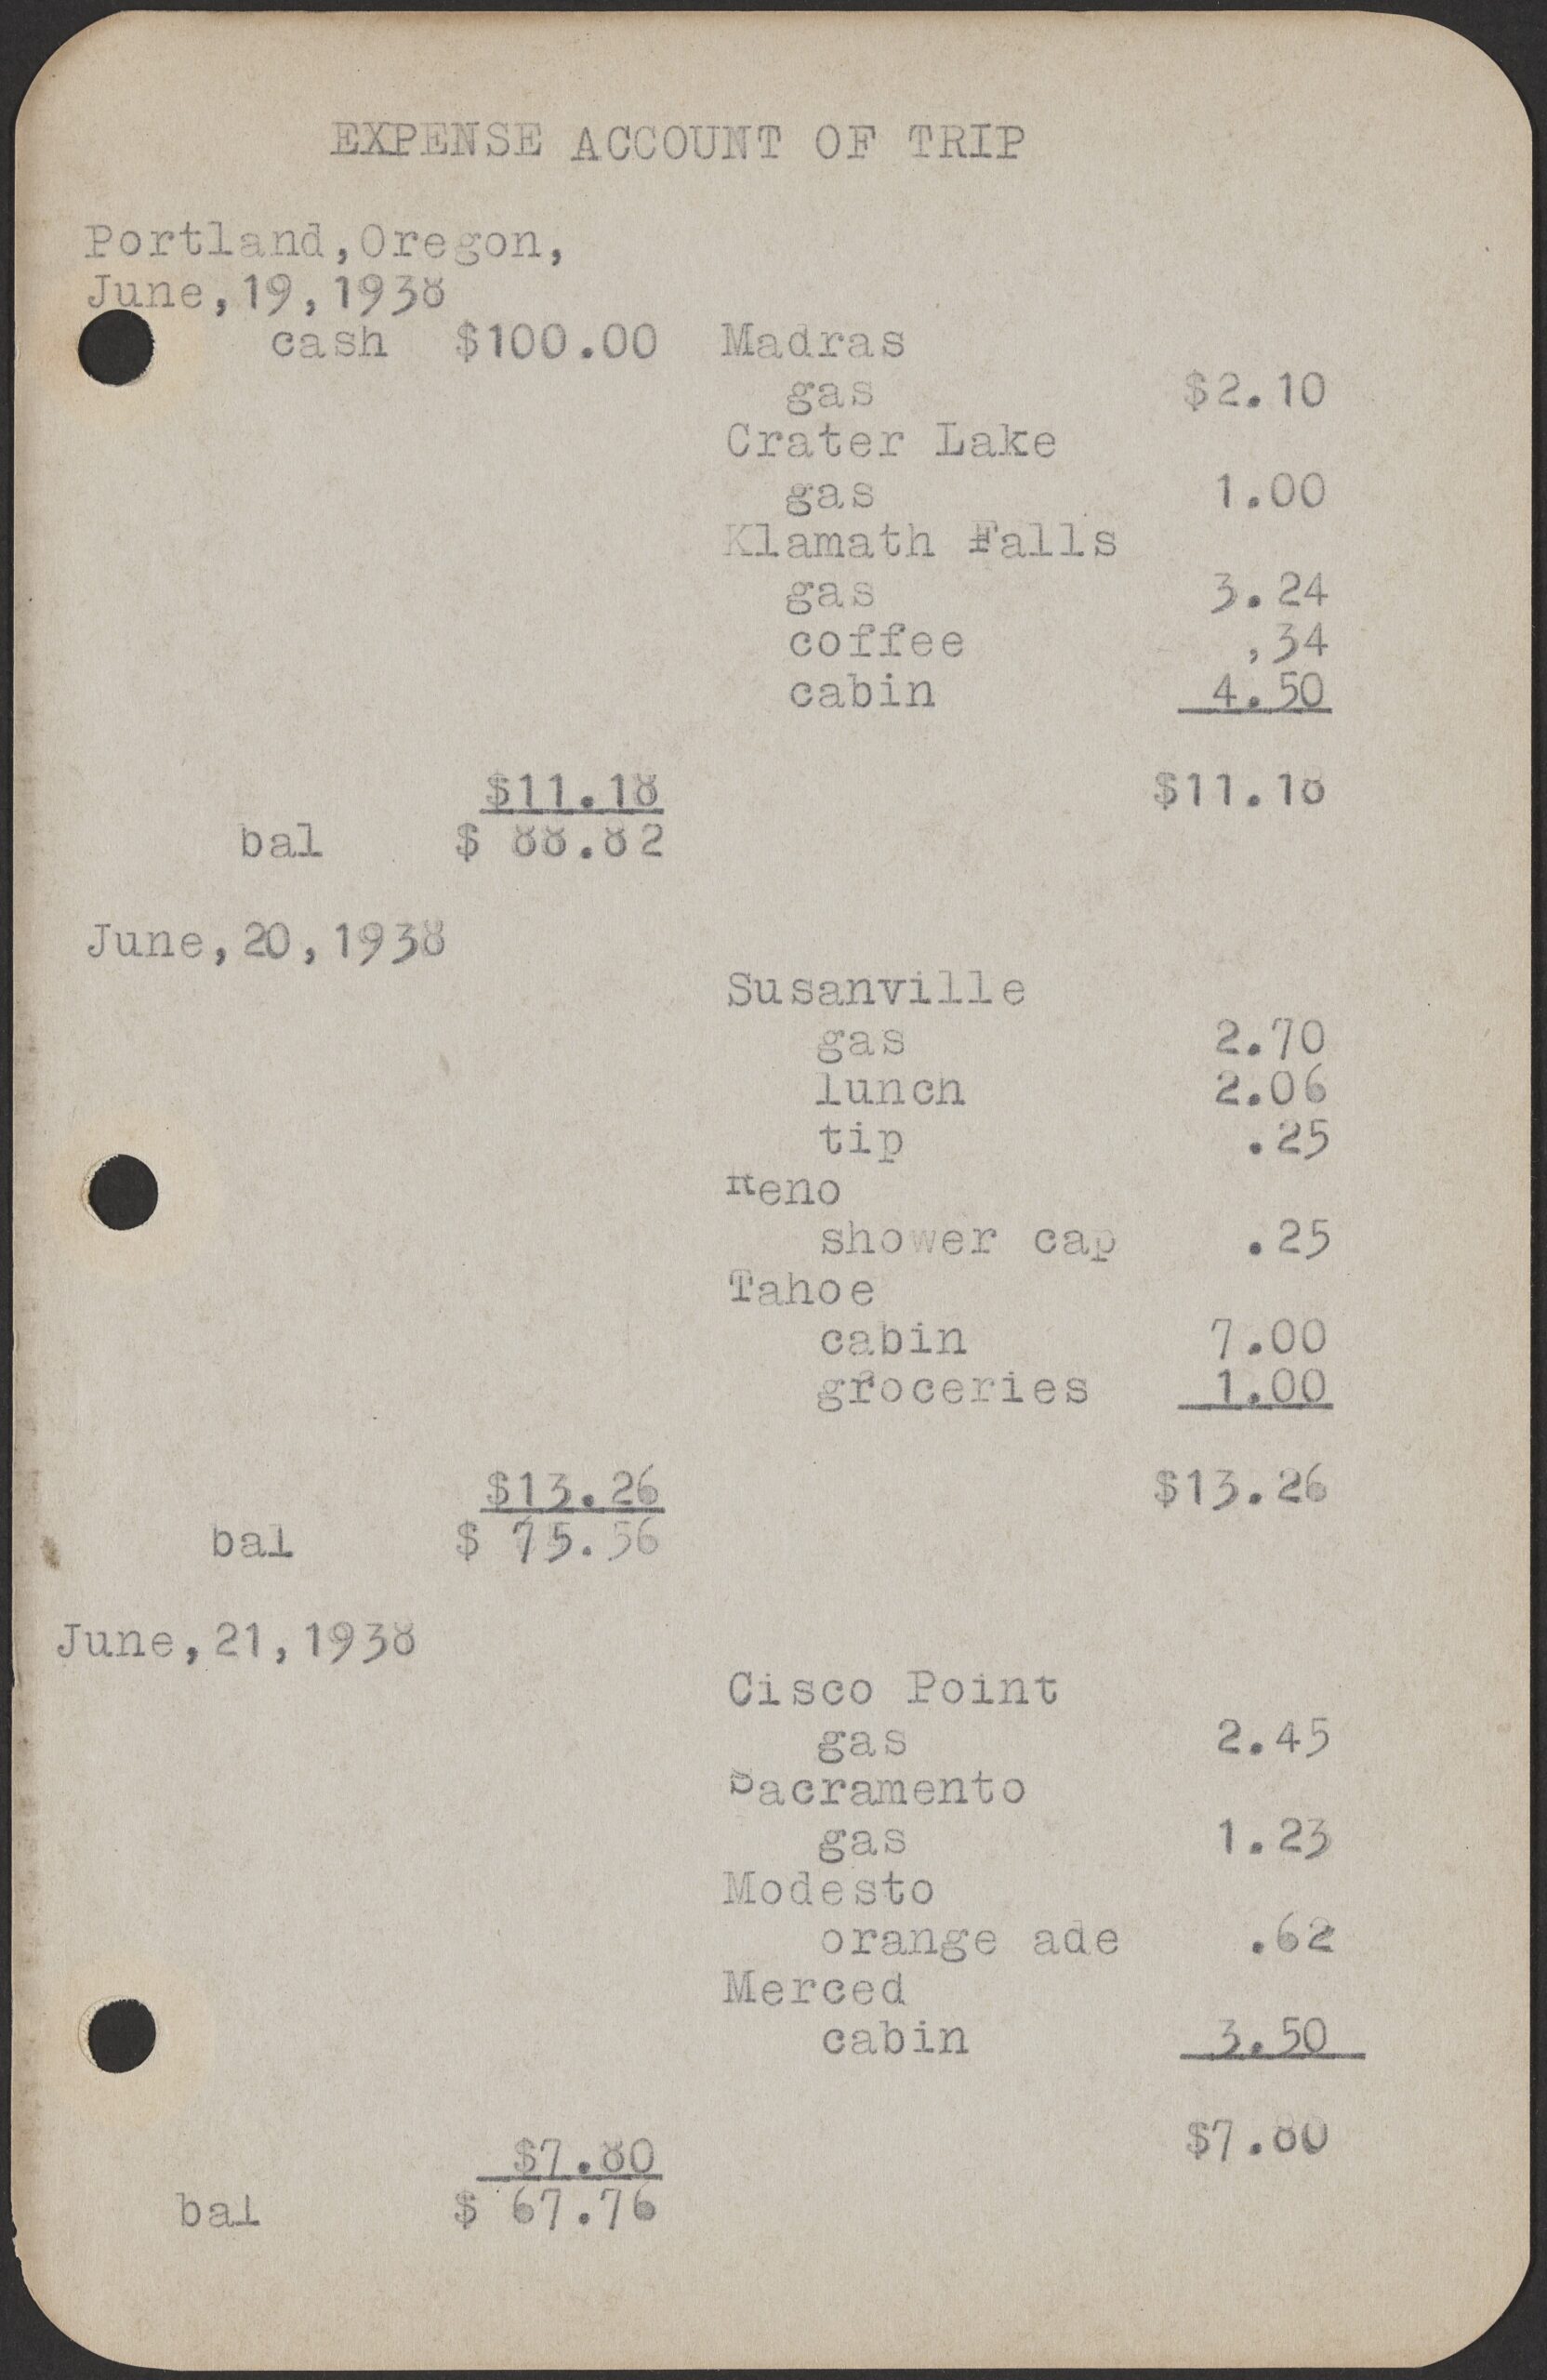 EXPENSE ACCOUNT OF TRIP
Portland,Oregon,
June,19,1938
cash $100.00 Madras
gas $2.10
Crater Lake
gas 1.00
Klamath Falls
gas 3.24
coffee ,34
cabin 4.50
$11.18 $11.18
bal $ 88.82
June,20,1938
Susanville
gas 2.70
lunch 2.06
tip .25
Reno
shower cap .25
Tahoe
cabin 7.00
groceries 1.00
$13.26 $13.26
bal $ 75.56
June,21,1938
Cisco Point
gas 2.45
Sacramento
gas 1.23
Modesto
orange ade .62
Merced
cabin 3.50
$7.80 $7.80
bal $ 67.76